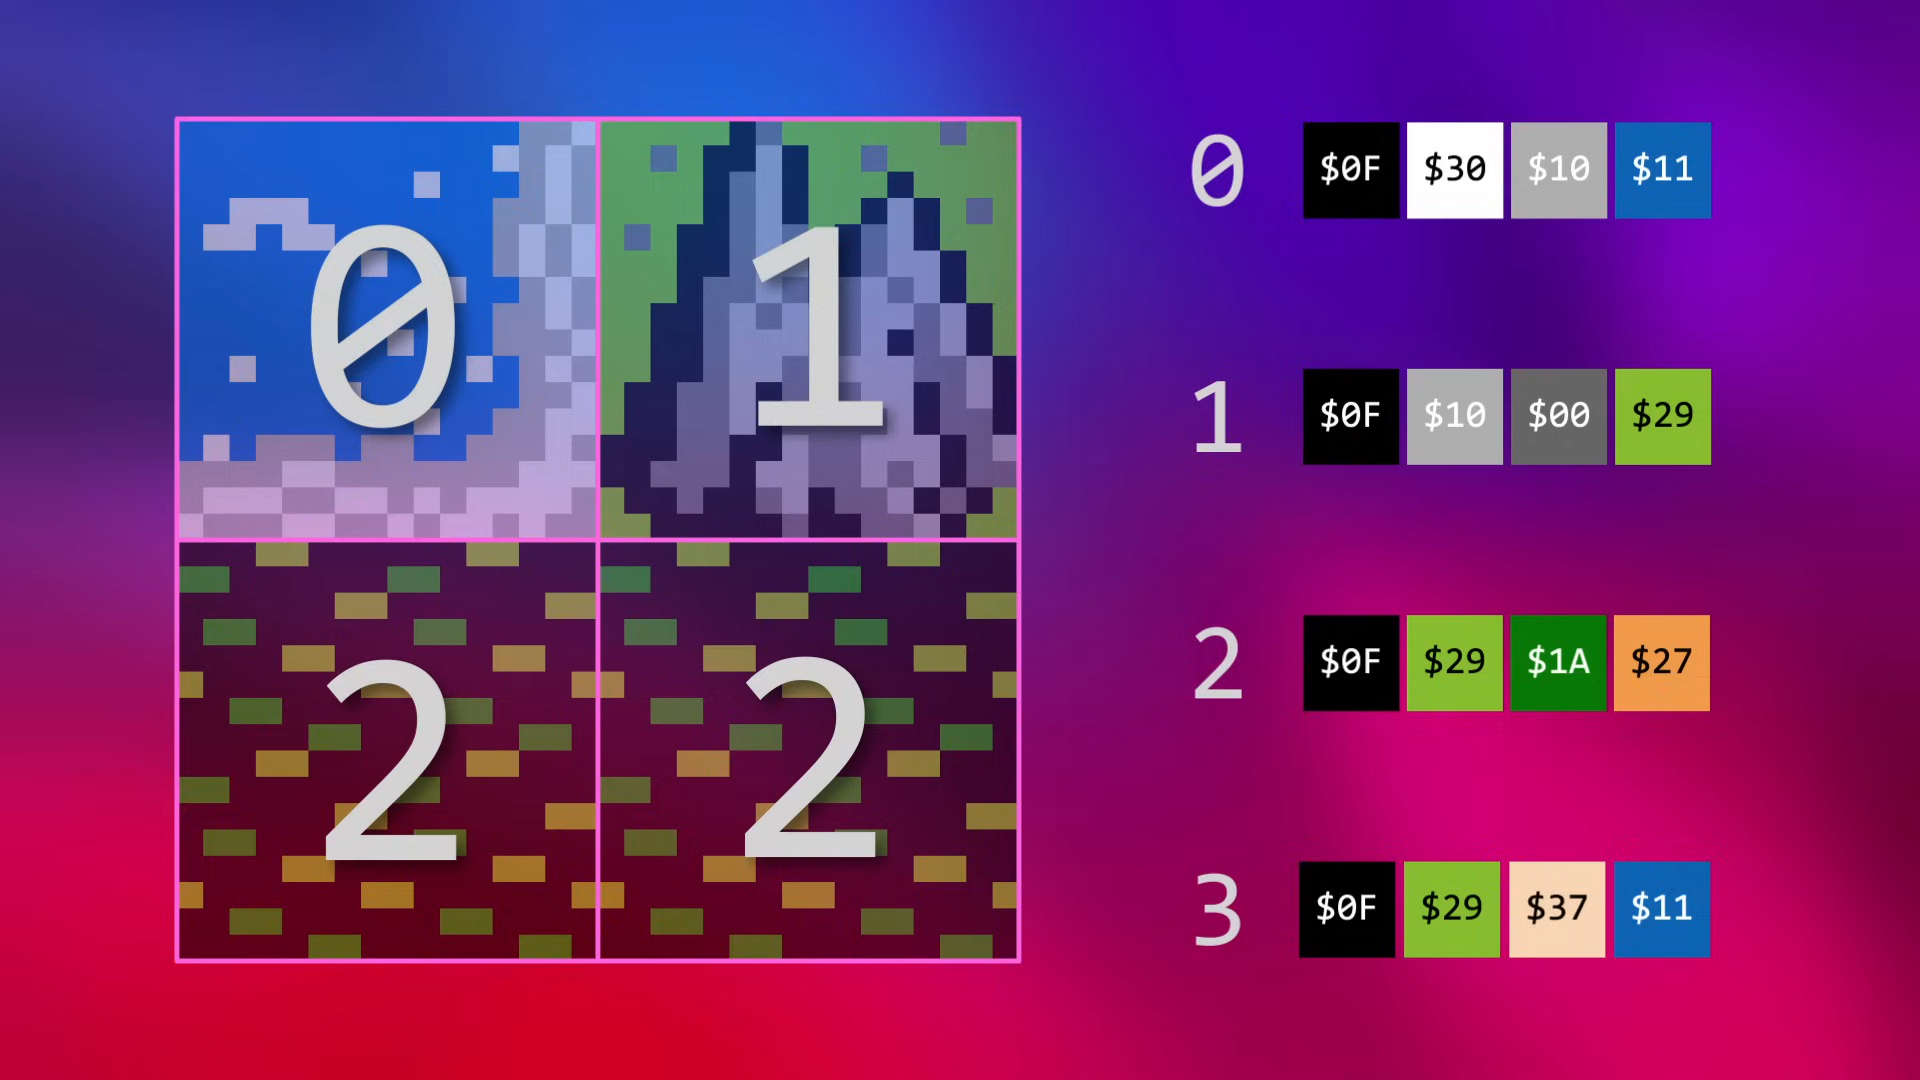 0 1
2 2
0 $0F $30 $10 $11
1 $0F $10 $00 $29
2 $0F $29 $1A $27
3 $0F $29 $37 $11